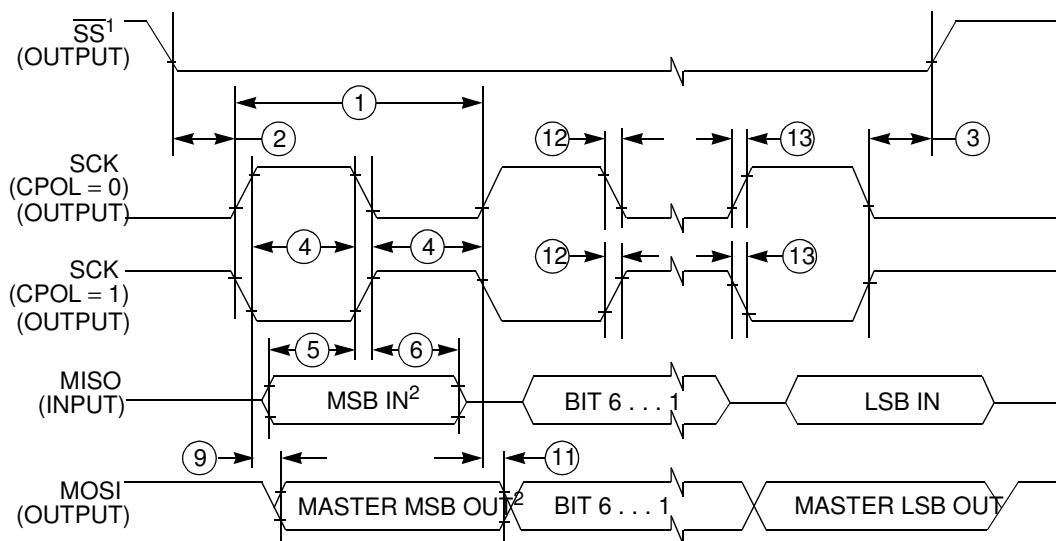 SS¹
(OUTPUT)
1
2
12
13
3
SCK
(CPOL = 0)
(OUTPUT)
4
4
SCK
(CPOL = 1)
(OUTPUT)
12
13
5
6
MISO
(INPUT)
MSB IN²
BIT 6 . . . 1
LSB IN
9
11
MOSI
(OUTPUT)
MASTER MSB OUT²
BIT 6 . . . 1
MASTER LSB OUT